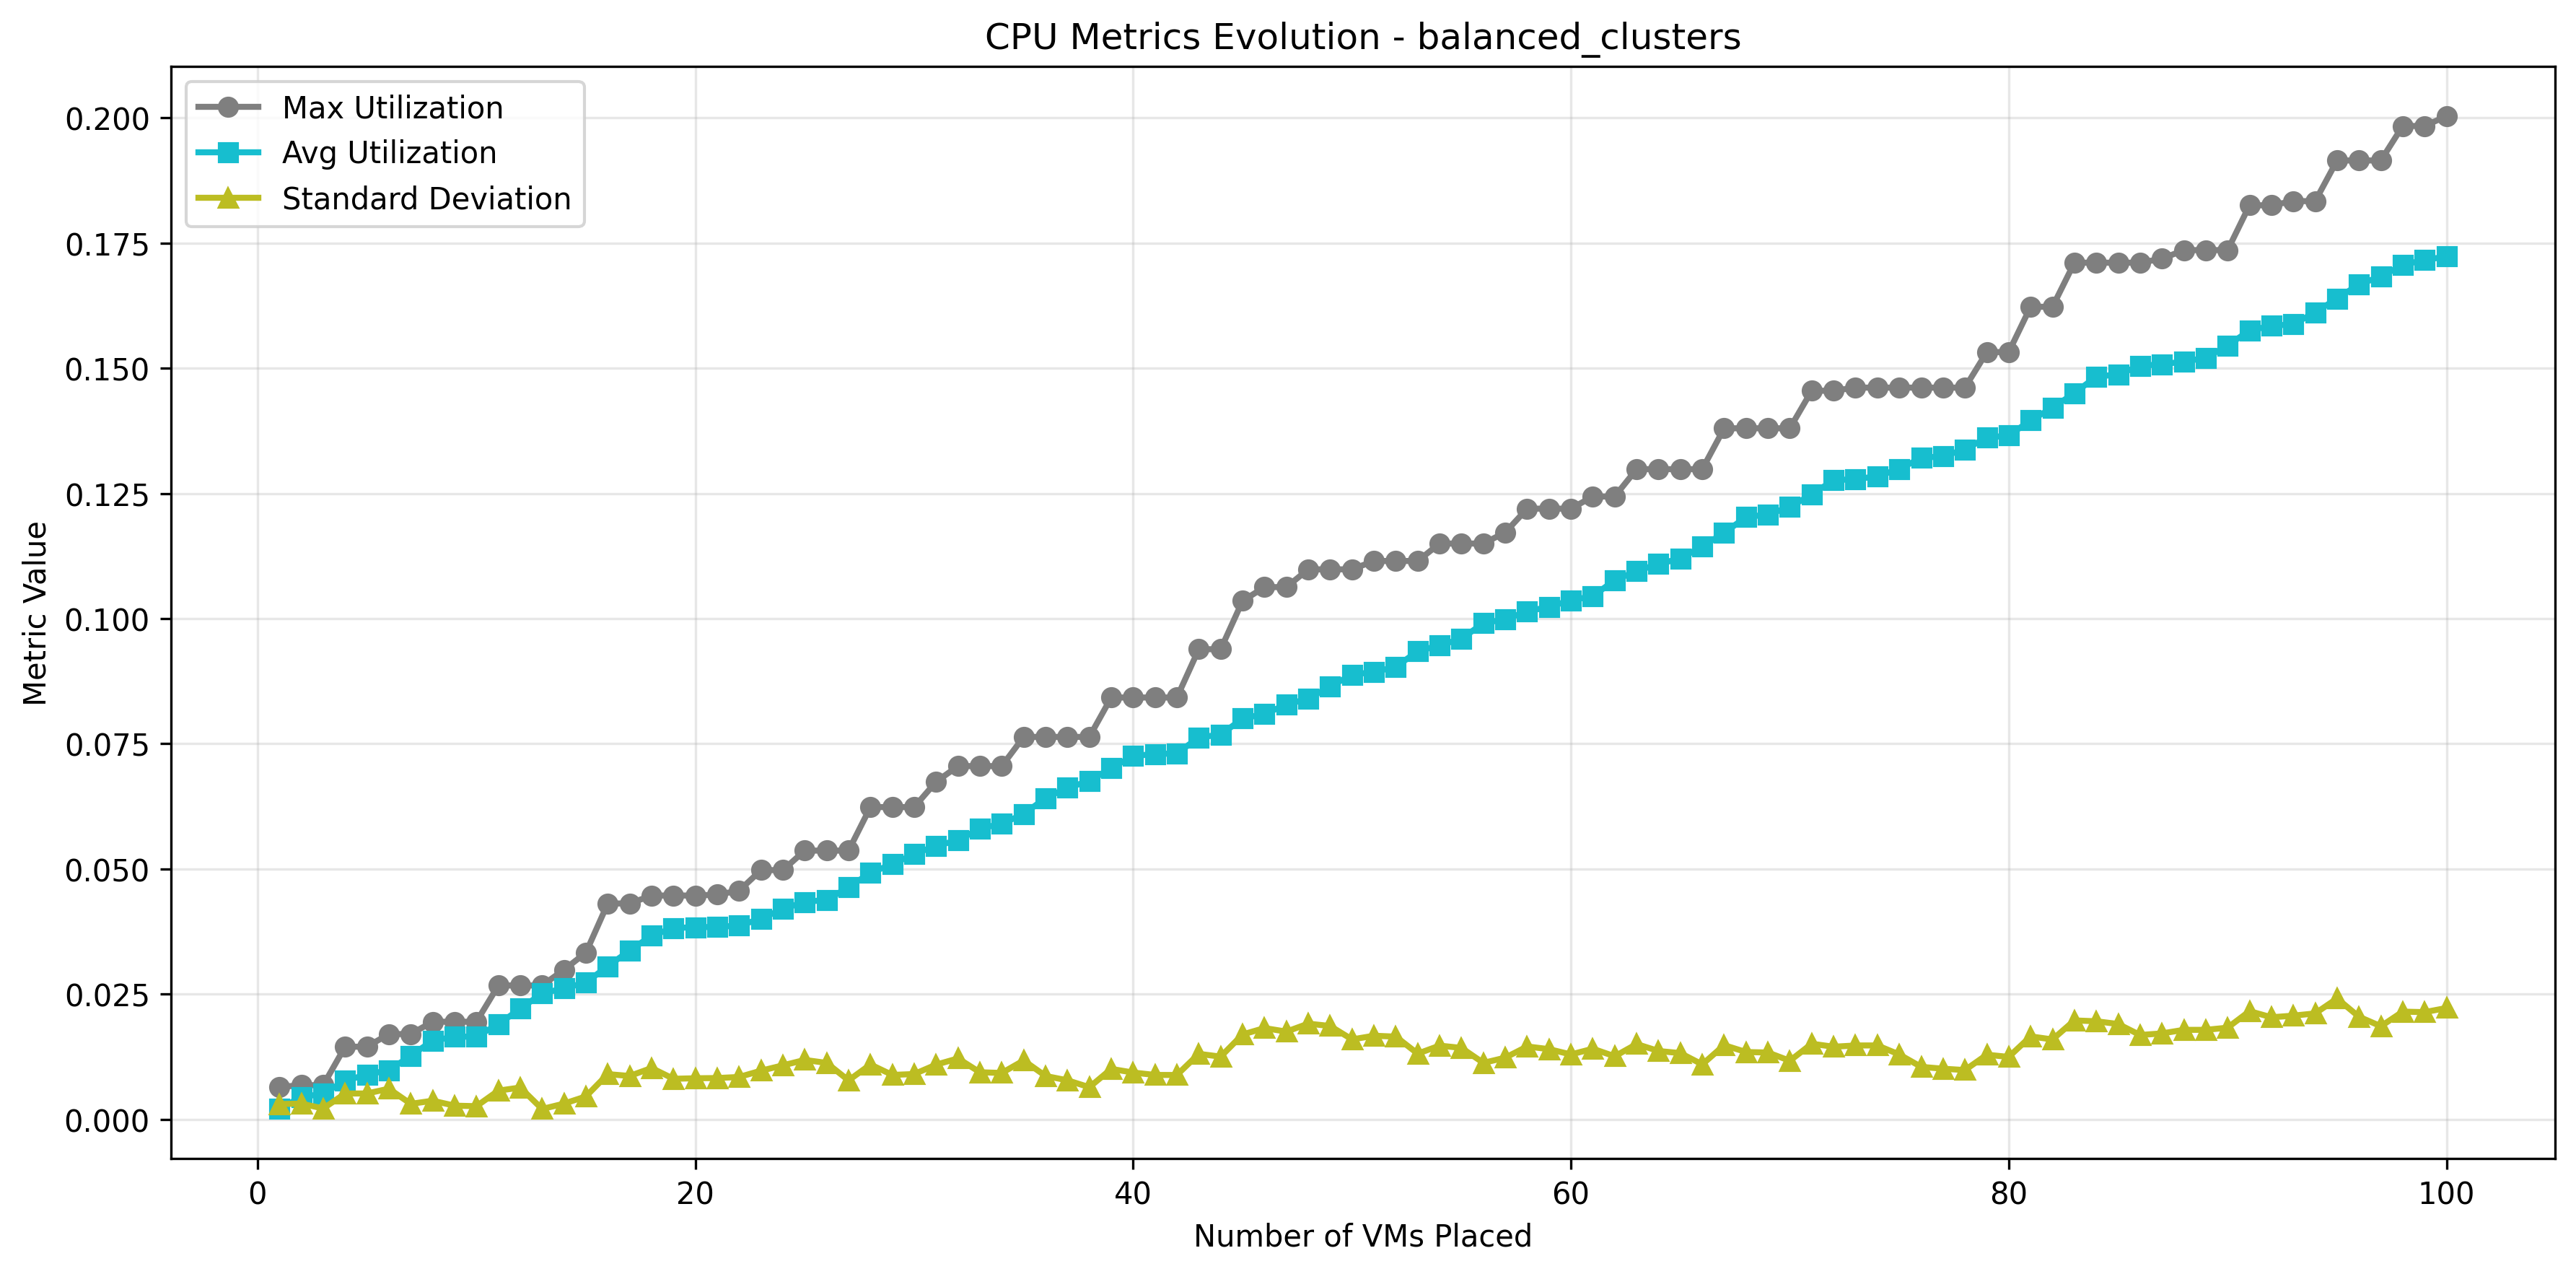 CPU Metrics Evolution - balanced_clusters
Max Utilization
Avg Utilization
Standard Deviation
Metric Value
0.200
0.175
0.150
0.125
0.100
0.075
0.050
0.025
0.000
0
20
40
60
80
100
Number of VMs Placed